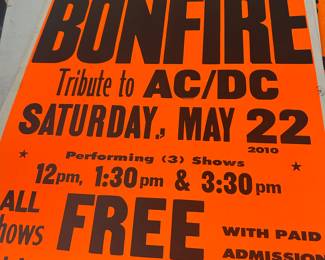 BONFIRE
Tribute to AC/DC
SATURDAY., MAY 22
2010
Performing (3) Shows
12pm, 1:30pm & 3:30pm
ALL
FREE
WITH PAID
ADMISSION